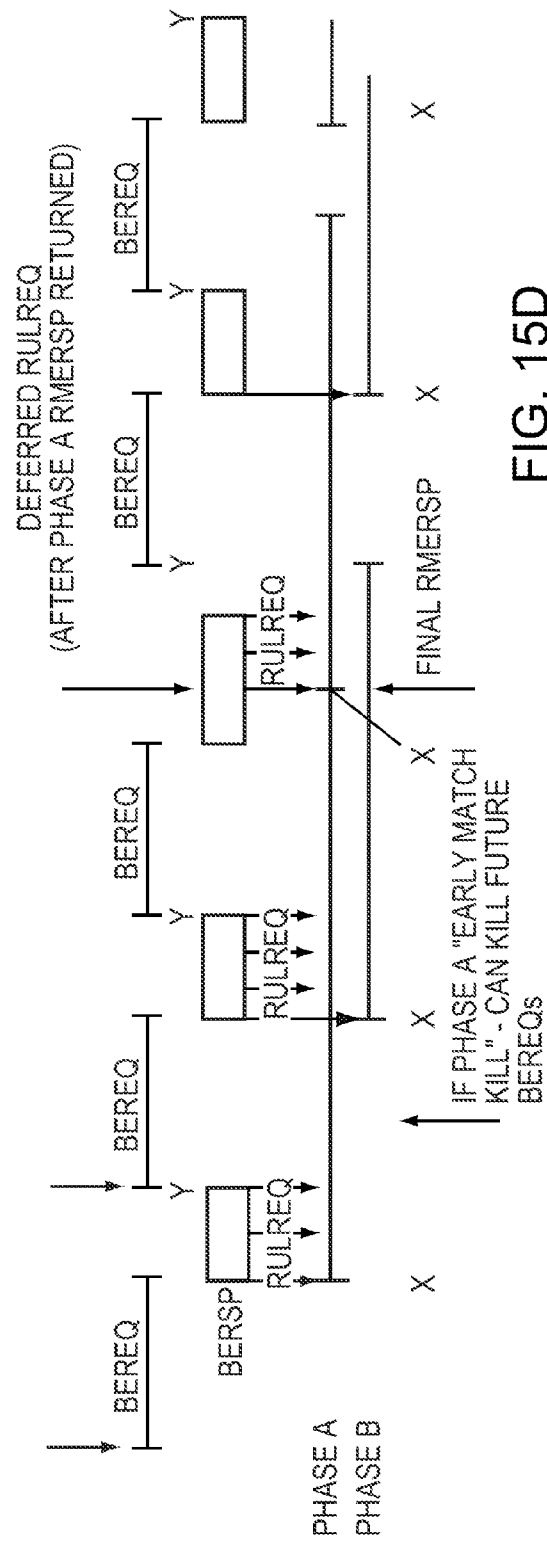 DEFERRED RULREQ
(AFTER PHASE A RMERSP RETURNED)
BEREQ
BEREQ
BEREQ
BEREQ
BEREQ
Y
Y
Y
Y
Y
BERSP
RULREQ
RULREQ
RULREQ
PHASE A
PHASE B
X
X
X
X
X
IF PHASE A "EARLY MATCH
KILL" - CAN KILL FUTURE
BEREQs
FINAL RMERSP
FIG. 15D